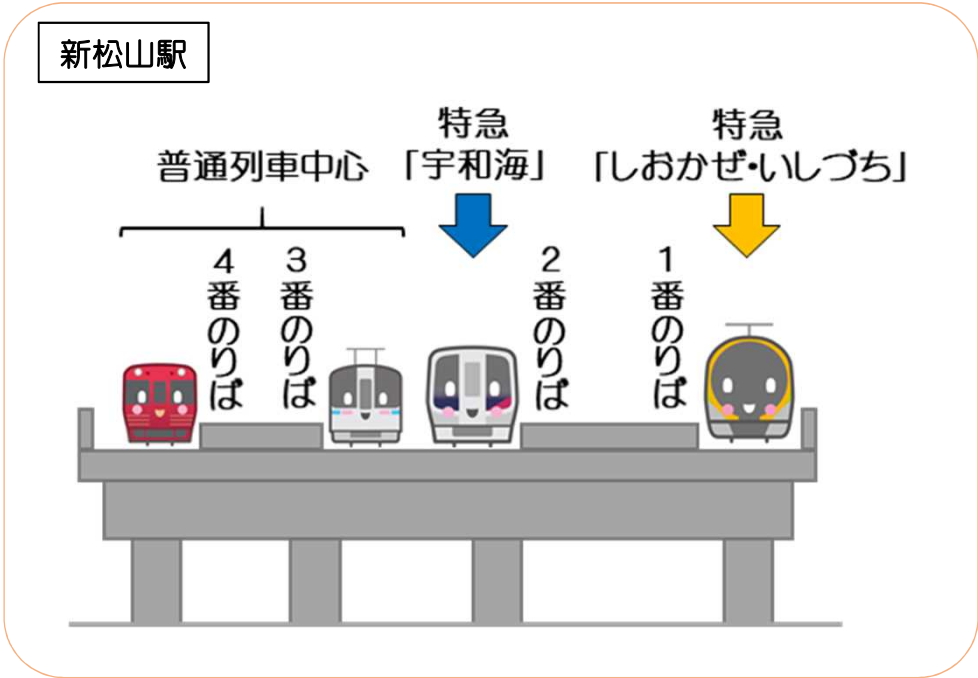 新松山駅
特急
「しおかぜ・いしづち」
特急
「宇和海」
普通列車中心
1番のりば
2番のりば
3番のりば
4番のりば